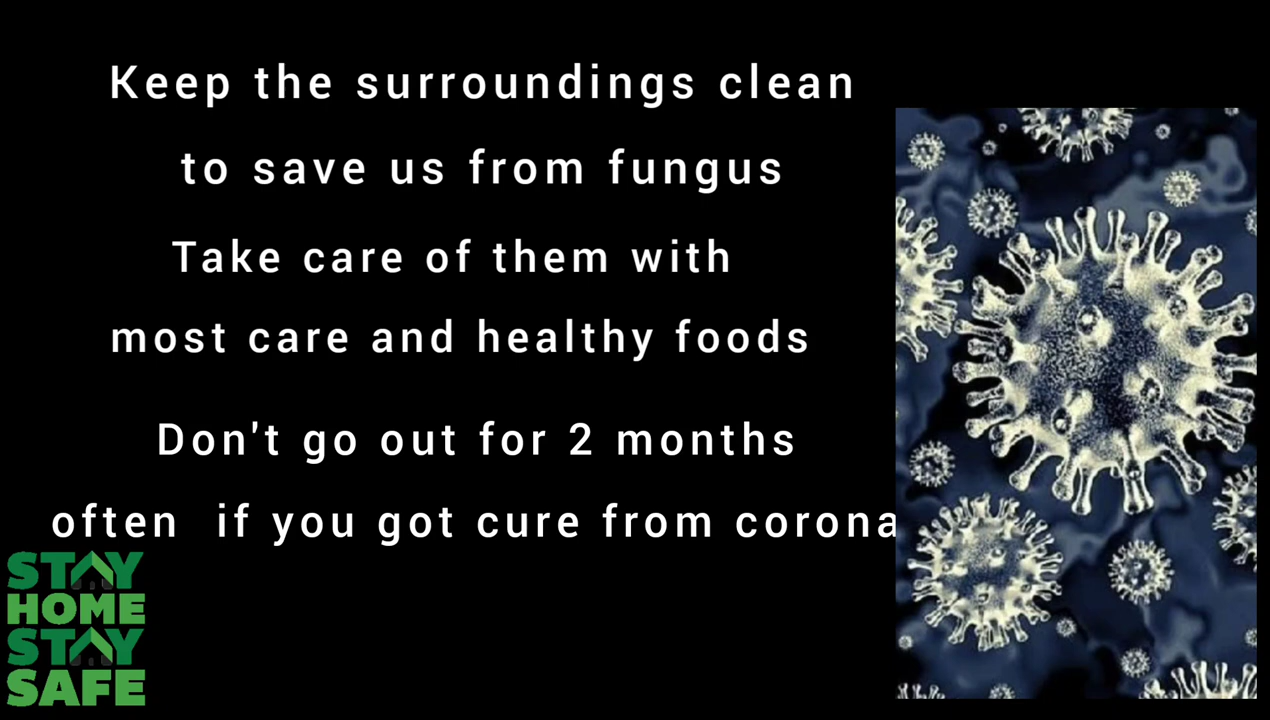 Keep the surroundings clean
to save us from fungus
Take care of them with
most care and healthy foods
Don't go out for 2 months
often if you got cure from corona
STAY
HOME
STAY
SAFE